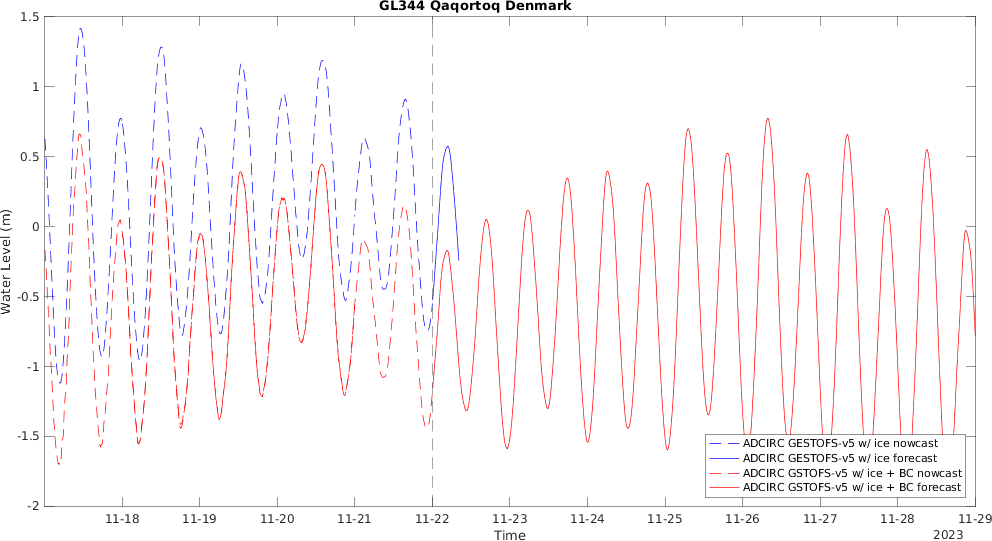 GL344 Qaqortoq Denmark
1.5
1
0.5
0
-0.5
-1
-1.5
-2
Water Level (m)
ADCIRC GESTOFS-v5 w/ ice nowcast
ADCIRC GESTOFS-v5 w/ ice forecast
ADCIRC GSTOFS-v5 w/ ice + BC nowcast
ADCIRC GSTOFS-v5 w/ ice + BC forecast
11-18 11-19 11-20 11-21 11-22 11-23 11-24 11-25 11-26 11-27 11-28 11-29
Time
2023